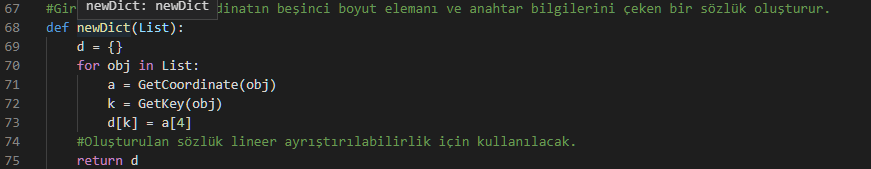 newDict: newDict
67 #Gir dinatın beşinci boyut elemanı ve anahtar bilgilerini çeken bir sözlük oluşturur.
68 def newDict(List):
69 d = {}
70 for obj in List:
71 a = GetCoordinate(obj)
72 k = GetKey(obj)
73 d[k] = a[4]
74 #Oluşturulan sözlük lineer ayrıştırılabilirlik için kullanılacak.
75 return d